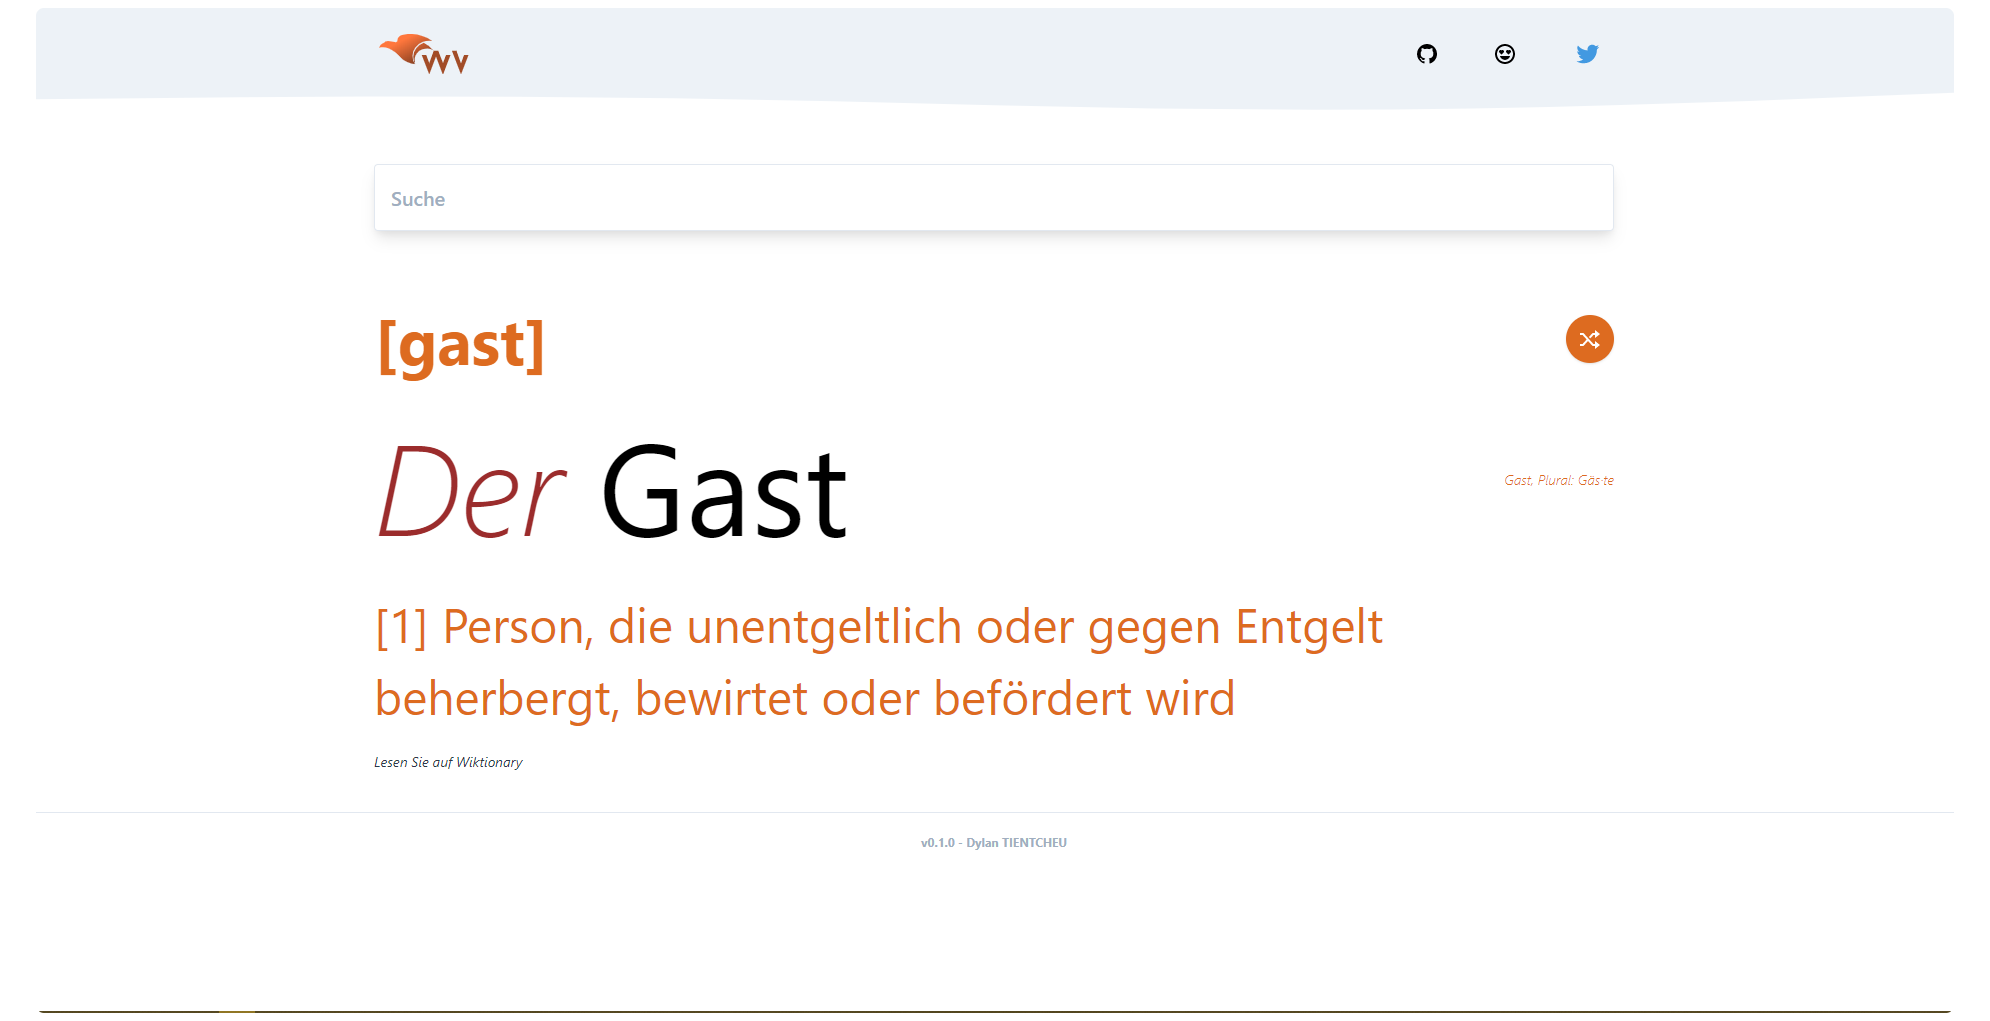 WV
Suche
[gast]
Der Gast
Gast, Plural: Gäs·te
[1] Person, die unentgeltlich oder gegen Entgelt
beherbergt, bewirtet oder befördert wird
Lesen Sie auf Wiktionary
v0.1.0 - Dylan TIENTCHEU